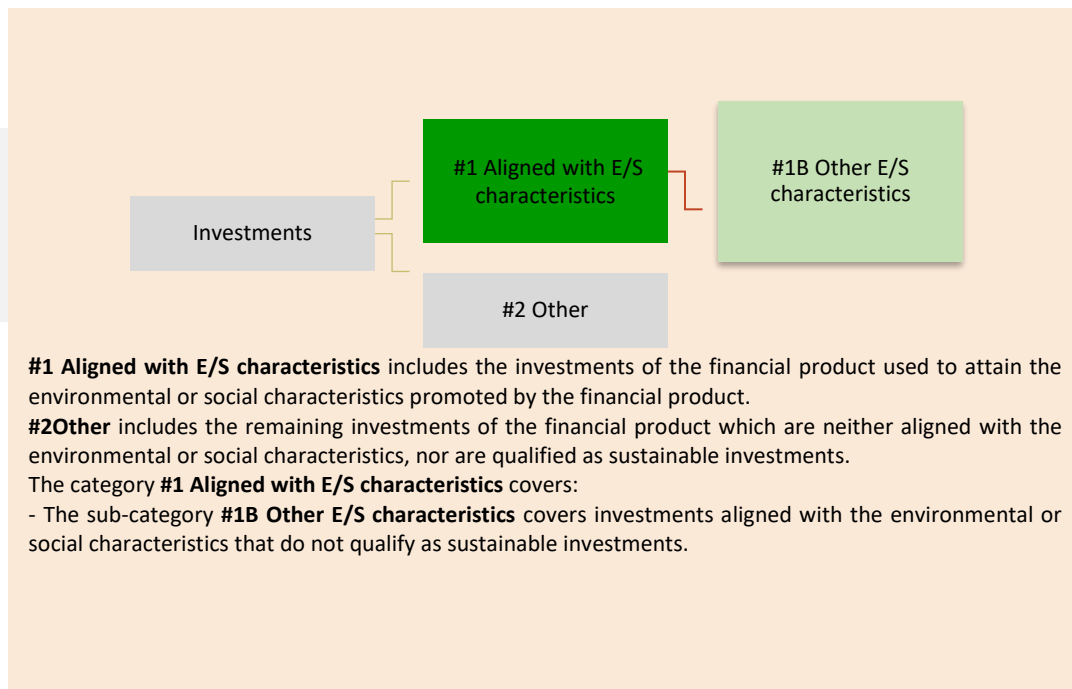 #1 Aligned with E/S
characteristics
#1B Other E/S
characteristics
Investments
#2 Other
#1 Aligned with E/S characteristics includes the investments of the financial product used to attain the
environmental or social characteristics promoted by the financial product.
#2Other includes the remaining investments of the financial product which are neither aligned with the
environmental or social characteristics, nor are qualified as sustainable investments.
The category #1 Aligned with E/S characteristics covers:
- The sub-category #1B Other E/S characteristics covers investments aligned with the environmental or
social characteristics that do not qualify as sustainable investments.